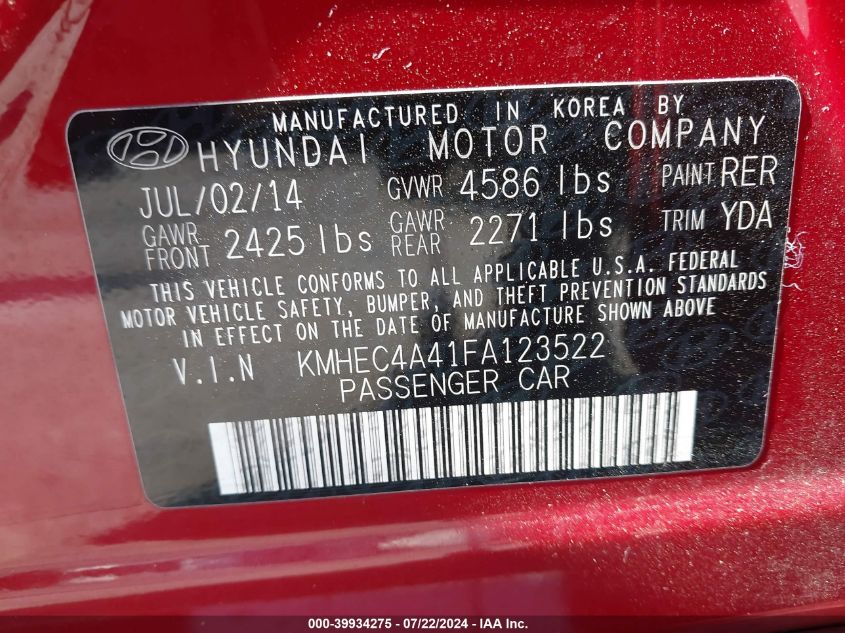 MANUFACTURED IN KOREA BY
HYUNDAI MOTOR COMPANY
JUL/02/14 GVWR 4586 lbs PAINT RER
GAWR FRONT 2425 lbs GAWR REAR 2271 lbs TRIM YDA
THIS VEHICLE CONFORMS TO ALL APPLICABLE U.S.A. FEDERAL
MOTOR VEHICLE SAFETY, BUMPER, AND THEFT PREVENTION STANDARDS
IN EFFECT ON THE DATE OF MANUFACTURE SHOWN ABOVE
V.I.N KMHEC4A41FA123522
PASSENGER CAR
000-39934275 - 07/22/2024 - IAA Inc.